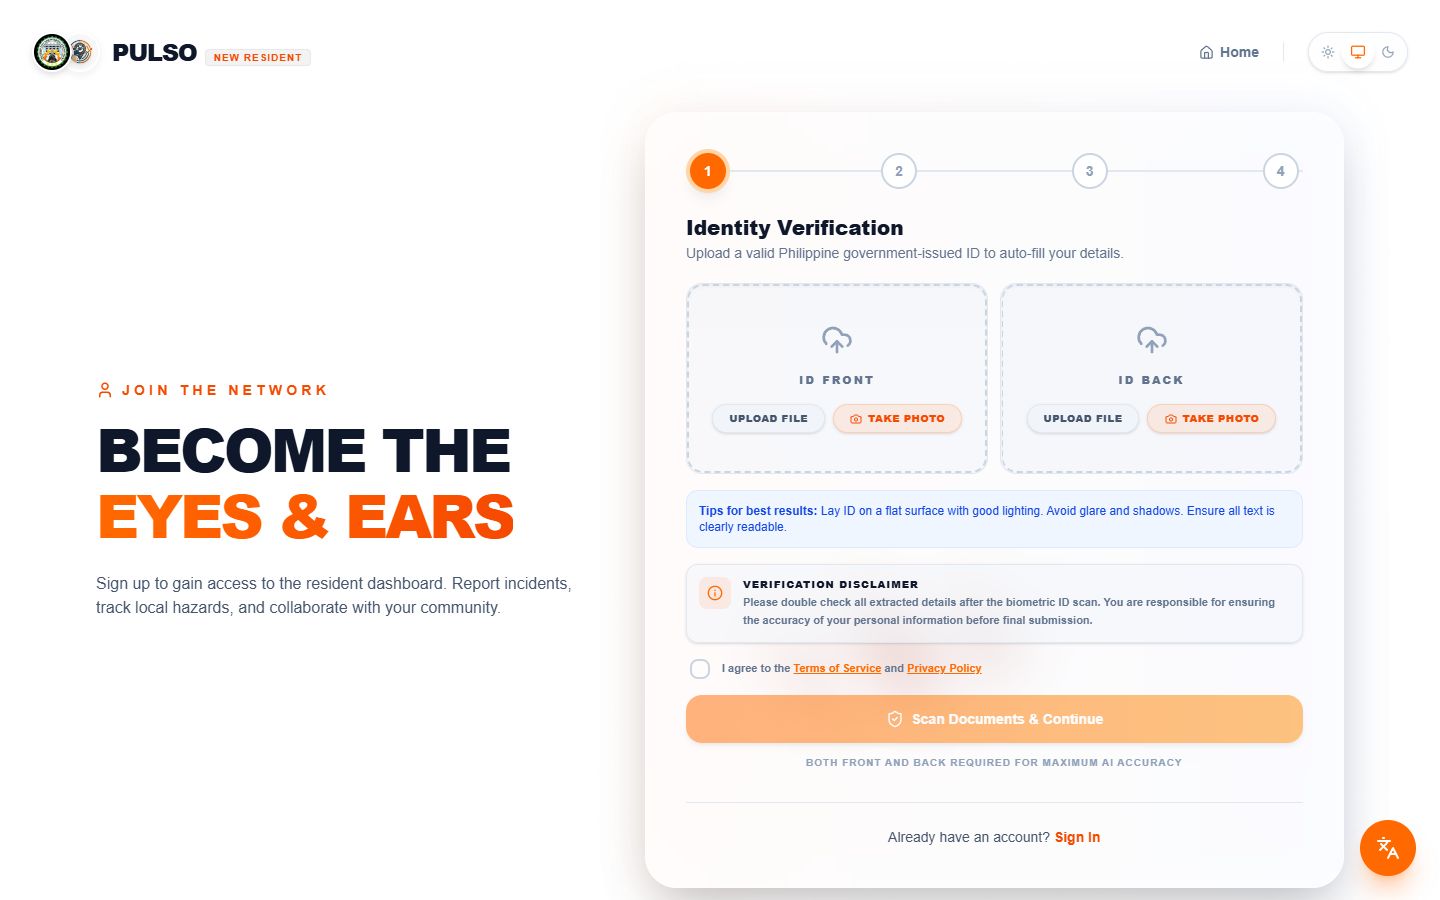 PULSO
NEW RESIDENT
Home
1
2
3
4
Identity Verification
Upload a valid Philippine government-issued ID to auto-fill your details.
ID FRONT
UPLOAD FILE
TAKE PHOTO
ID BACK
UPLOAD FILE
TAKE PHOTO
Tips for best results: Lay ID on a flat surface with good lighting. Avoid glare and shadows. Ensure all text is
clearly readable.
VERIFICATION DISCLAIMER
Please double check all extracted details after the biometric ID scan. You are responsible for ensuring
the accuracy of your personal information before final submission.
I agree to the Terms of Service and Privacy Policy
Scan Documents & Continue
BOTH FRONT AND BACK REQUIRED FOR MAXIMUM AI ACCURACY
Already have an account? Sign In
JOIN THE NETWORK
BECOME THE
EYES & EARS
Sign up to gain access to the resident dashboard. Report incidents,
track local hazards, and collaborate with your community.